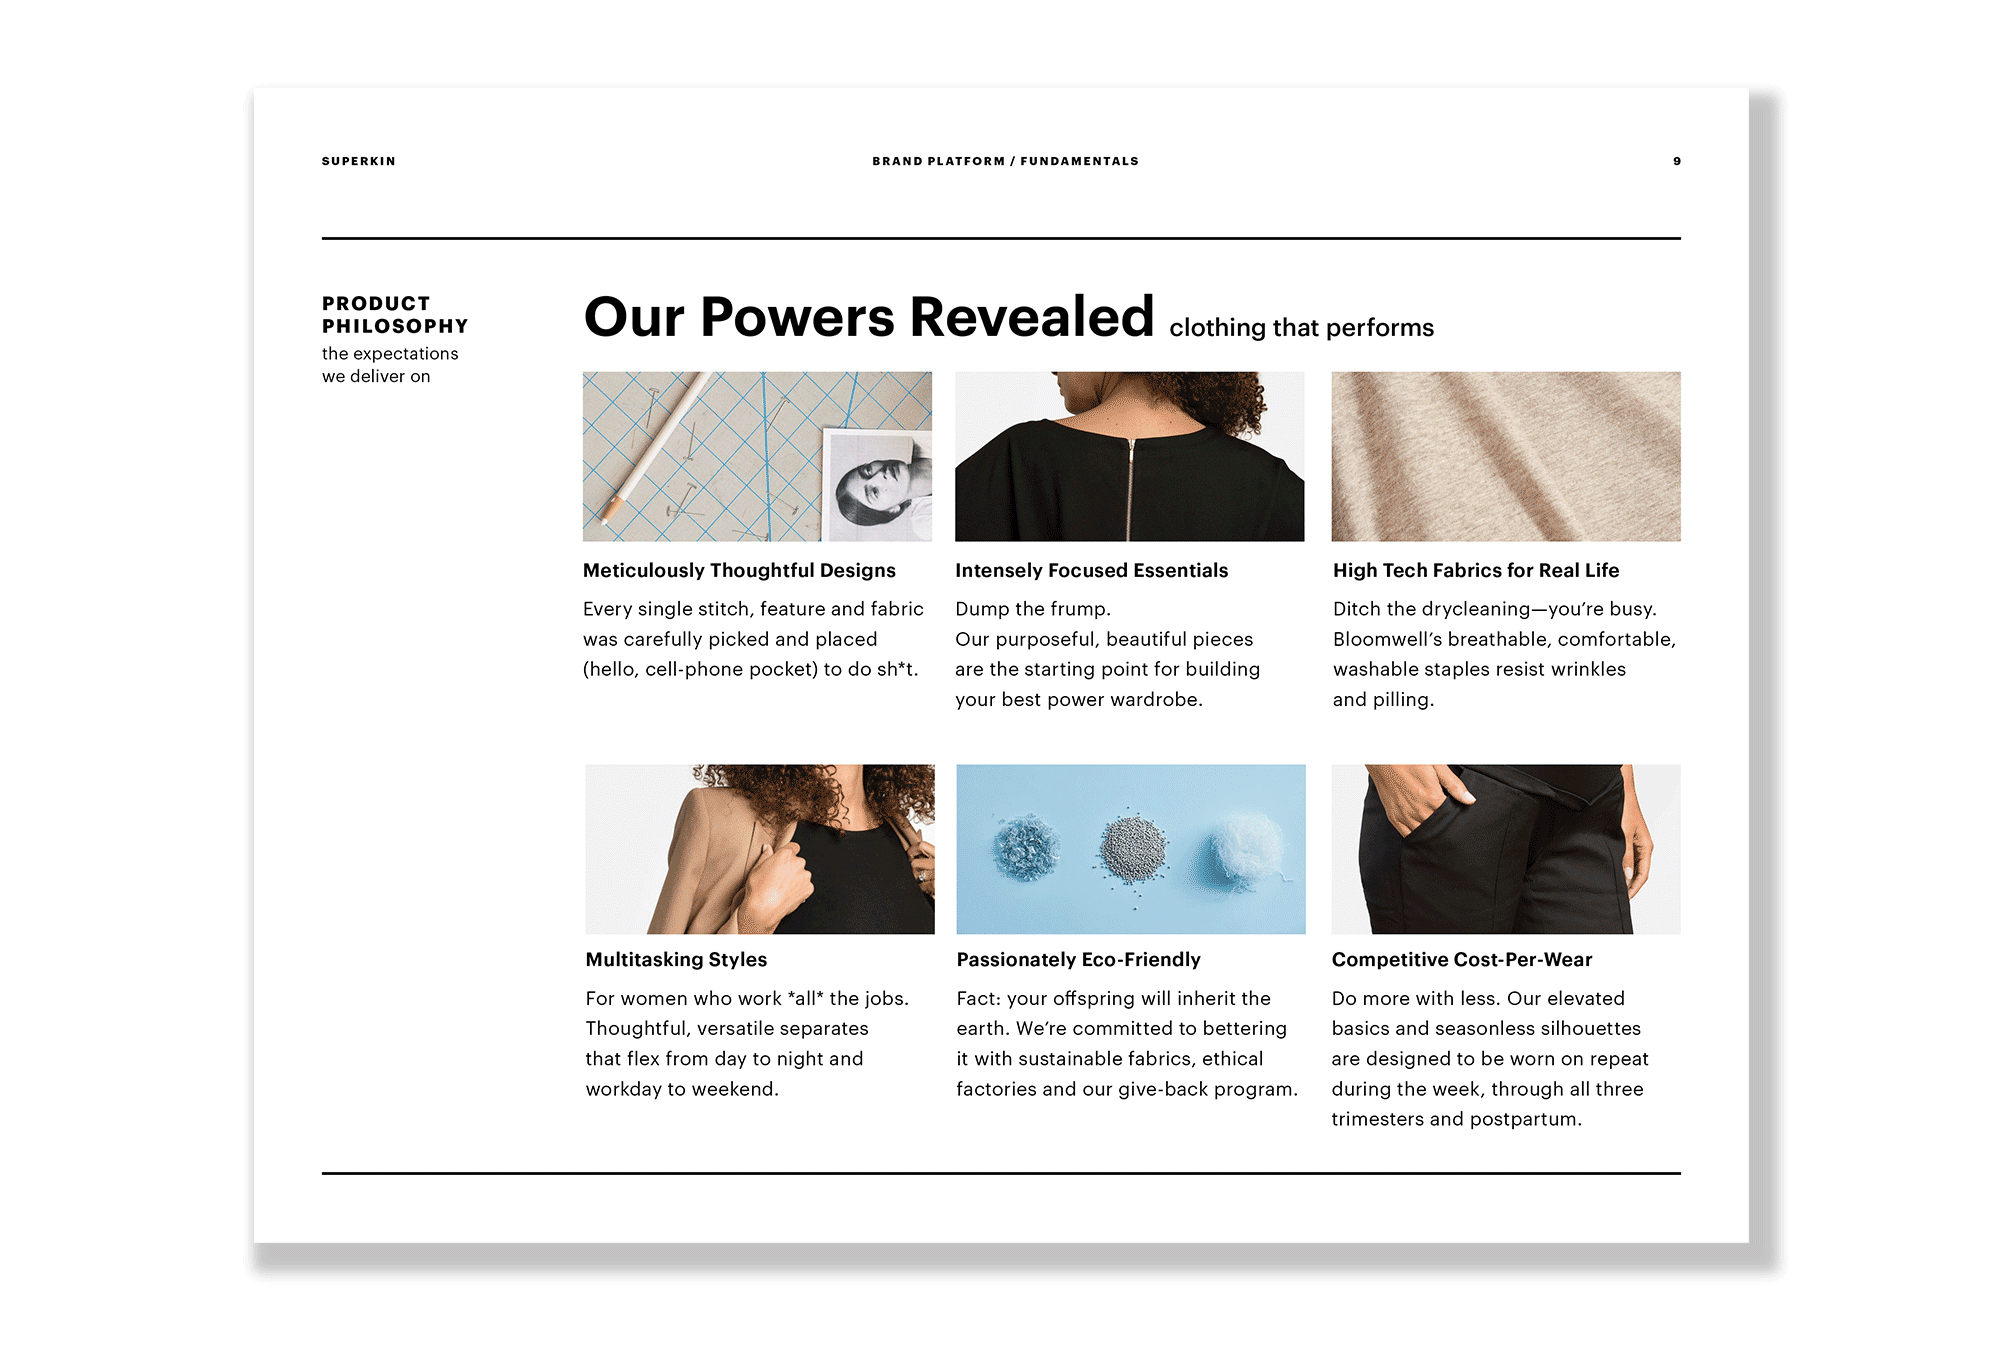 SUPERKIN
BRAND PLATFORM / FUNDAMENTALS
9
PRODUCT
PHILOSOPHY
the expectations
we deliver on
Our Powers Revealed clothing that performs
Meticulously Thoughtful Designs
Every single stitch, feature and fabric
was carefully picked and placed
(hello, cell-phone pocket) to do sh*t.
Intensely Focused Essentials
Dump the frump.
Our purposeful, beautiful pieces
are the starting point for building
your best power wardrobe.
High Tech Fabrics for Real Life
Ditch the drycleaning—you're busy.
Bloomwell's breathable, comfortable,
washable staples resist wrinkles
and pilling.
Multitasking Styles
For women who work *all* the jobs.
Thoughtful, versatile separates
that flex from day to night and
workday to weekend.
Passionately Eco-Friendly
Fact: your offspring will inherit the
earth. We're committed to bettering
it with sustainable fabrics, ethical
factories and our give-back program.
Competitive Cost-Per-Wear
Do more with less. Our elevated
basics and seasonless silhouettes
are designed to be worn on repeat
during the week, through all three
trimesters and postpartum.